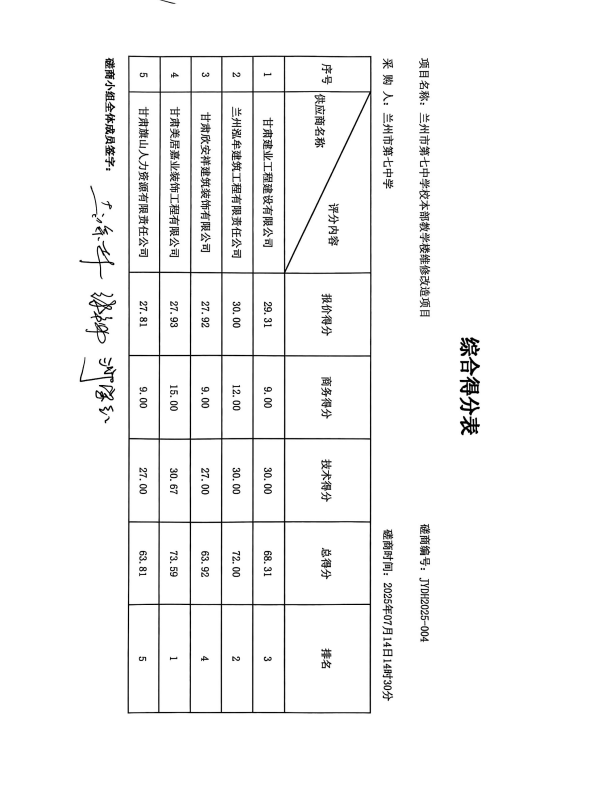 综合得分表
项目名称：兰州市第七中学校本部教学楼维修改造项目 磋商编号：JYDH2025-004
采 购 人：兰州市第七中学 磋商时间：2025年07月14日14时30分
序号 评分内容 供应商名称 报价得分 商务得分 技术得分 总得分 排名
1 甘肃建业工程建设有限公司 29.31 9.00 30.00 68.31 3
2 兰州泓牟建筑工程有限责任公司 30.00 12.00 30.00 72.00 2
3 甘肃欣安祥建筑装饰有限公司 27.92 9.00 27.00 63.92 4
4 甘肃美居嘉业装饰工程有限公司 27.93 15.00 30.67 73.59 1
5 甘肃旗山人力资源有限责任公司 27.81 9.00 27.00 63.81 5
磋商小组全体成员签字：